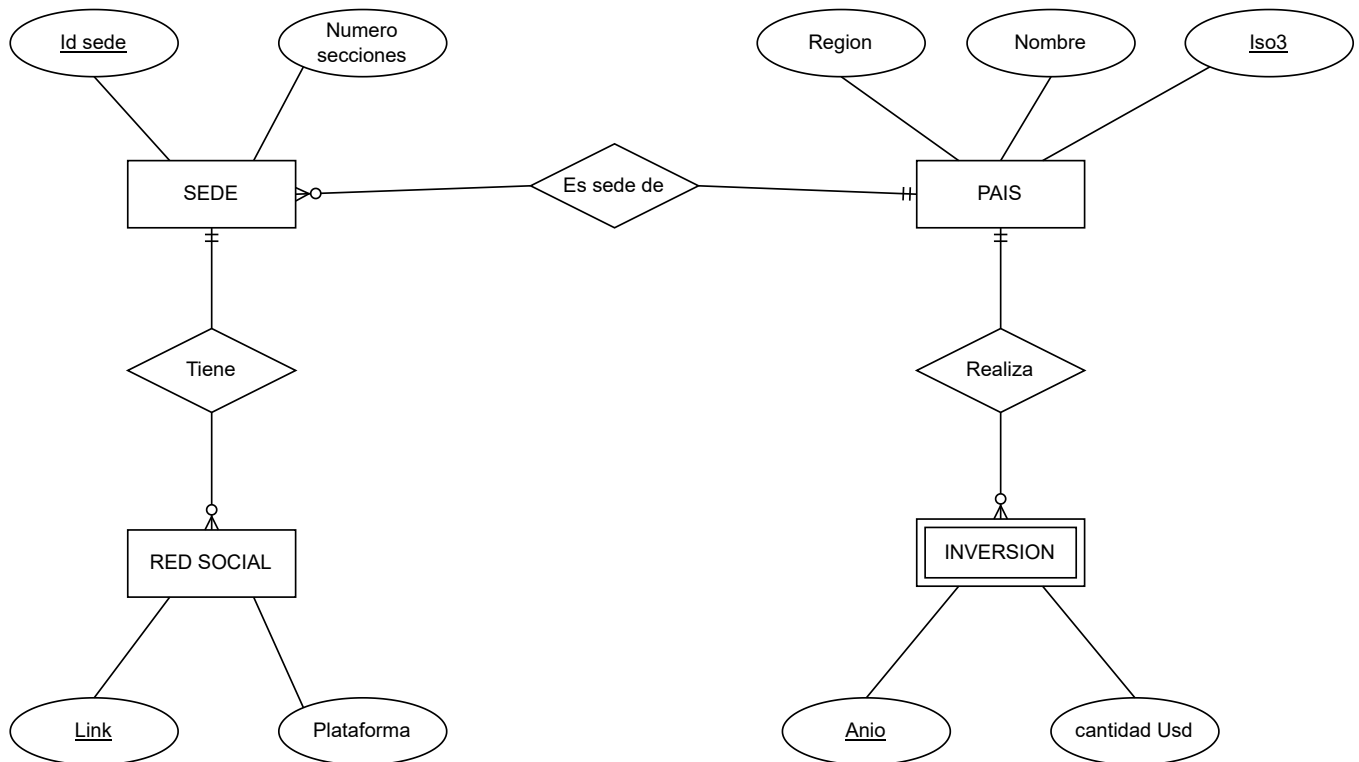 Id sede
Numero
secciones
Region
Nombre
Iso3
SEDE
Es sede de
PAIS
Tiene
Realiza
RED SOCIAL
INVERSION
Link
Plataforma
Anio
cantidad Usd